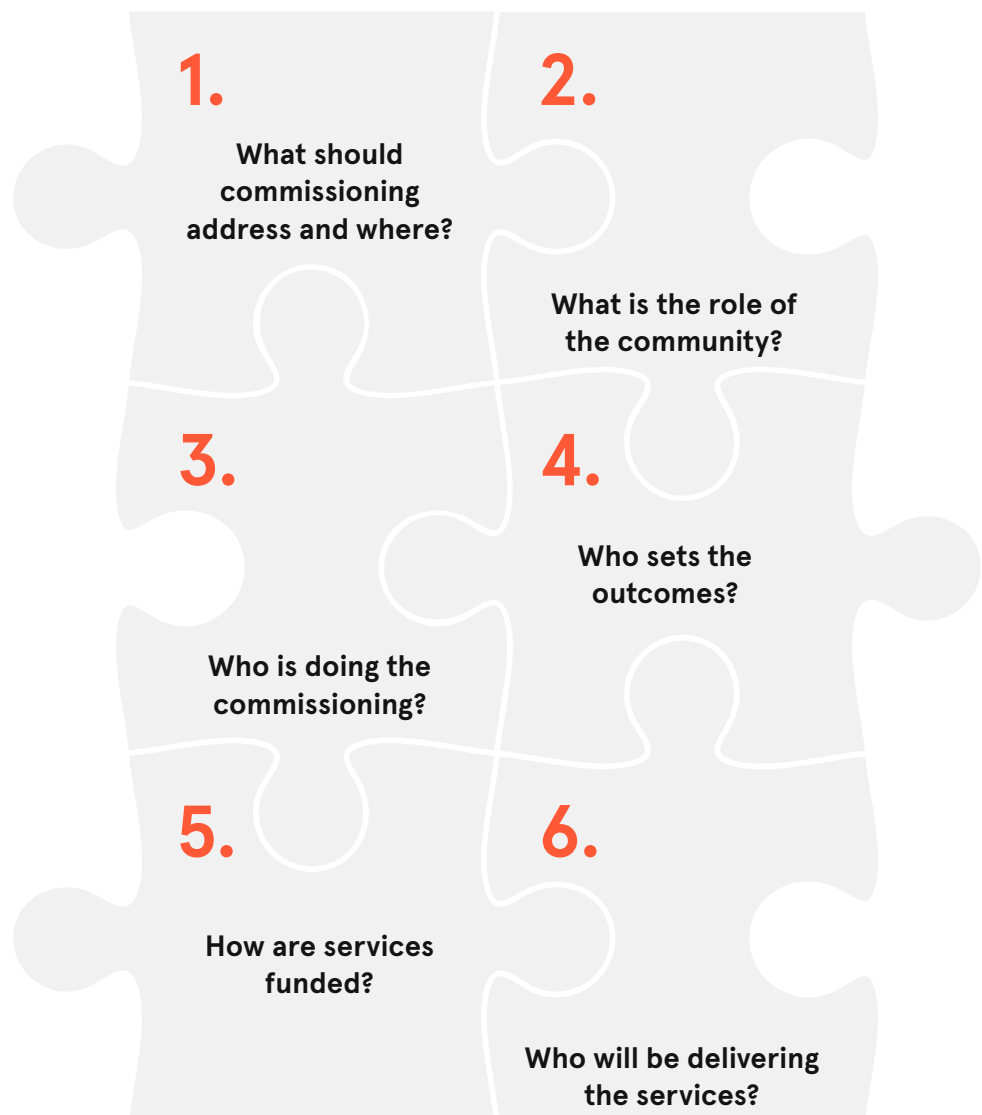 1.
What should
commissioning
address and where?
2.
What is the role of
the community?
3.
Who is doing the
commissioning?
4.
Who sets the
outcomes?
5.
How are services
funded?
6.
Who will be delivering
the services?